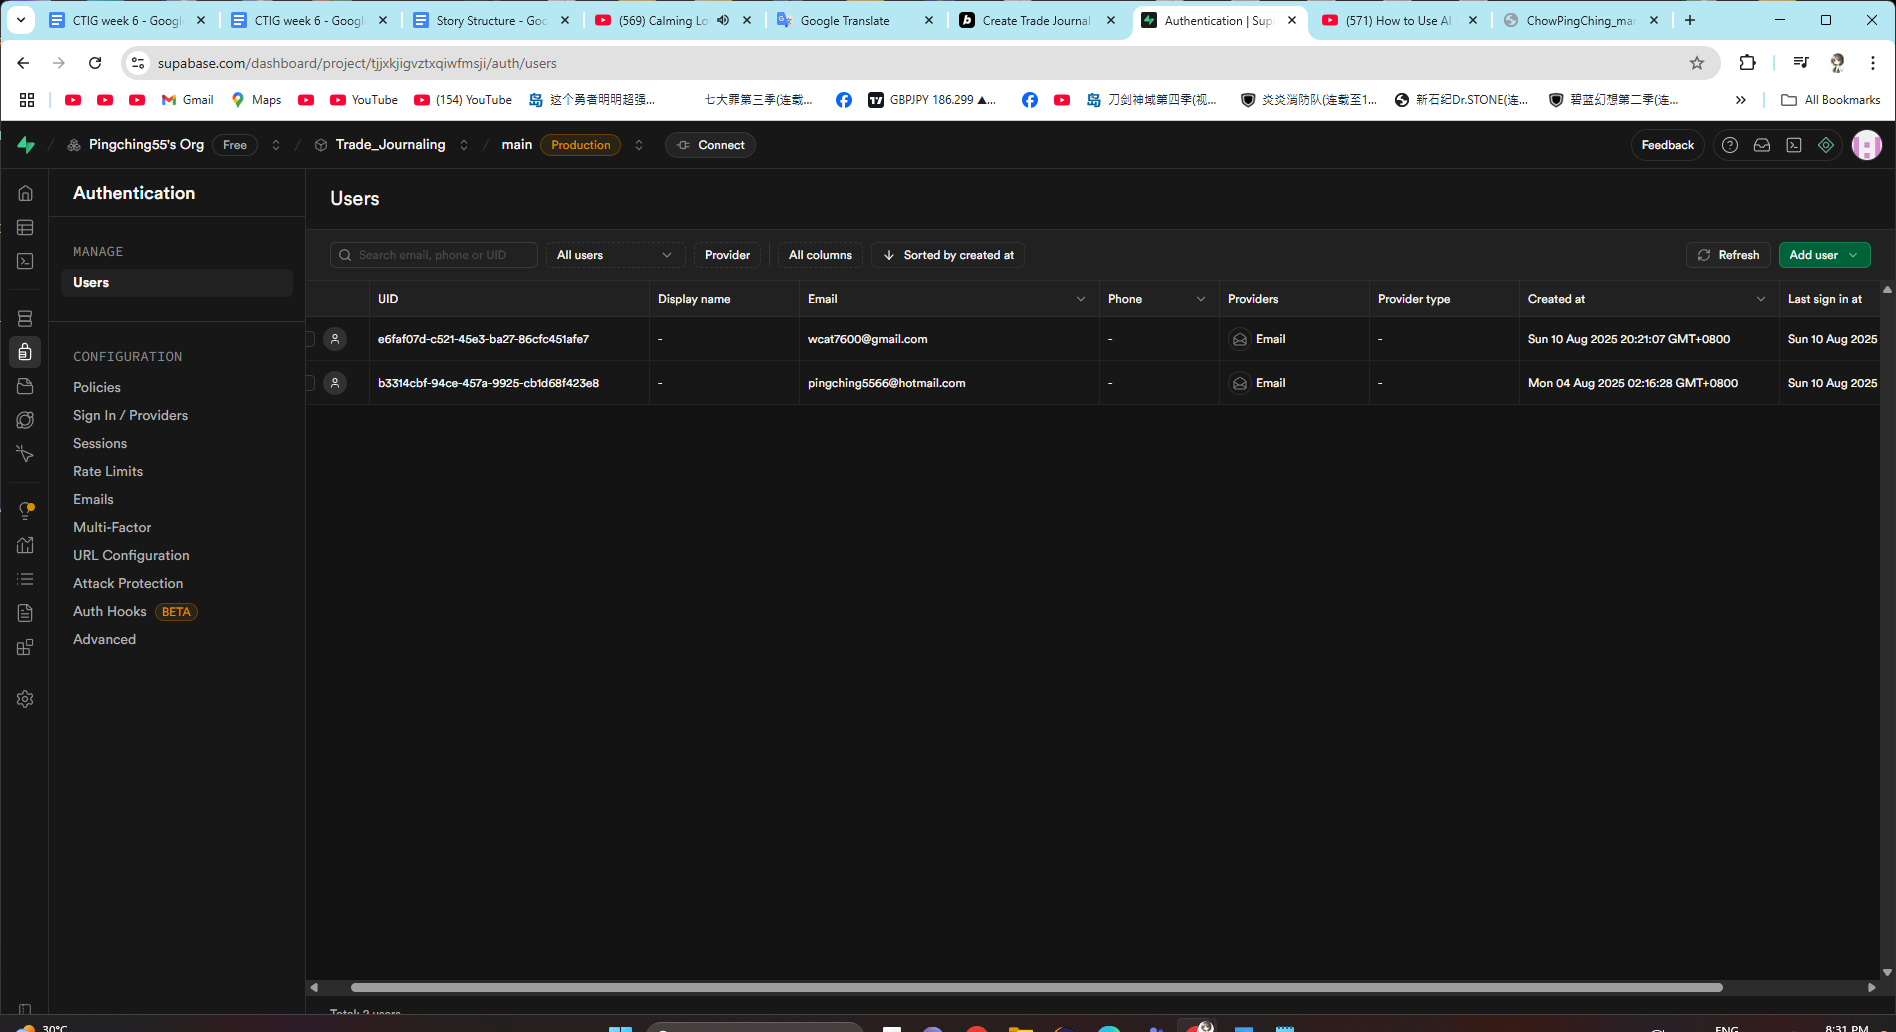 CTIG week 6 - Googl
CTIG week 6 - Googl
Story Structure - Goo
(569) Calming Lo
Google Translate
Create Trade Journal
Authentication | Supa
(571) How to Use AI
ChowPingChing_ma
supabase.com/dashboard/project/tjjxkjigvztxqiwfmsji/auth/users
Gmail
Maps
YouTube
(154) YouTube
这个勇者明明超强...
七大罪第三季(连载...
GBPJPY 186.299 ▲...
刀剑神域第四季(视...
炎炎消防队(连载至1...
新石纪Dr.STONE(连...
碧蓝幻想第二季(连...
All Bookmarks
Pingching55's Org
Free
Trade_Journaling
main
Production
Connect
Feedback
Authentication
MANAGE
Users
CONFIGURATION
Policies
Sign In / Providers
Sessions
Rate Limits
Emails
Multi-Factor
URL Configuration
Attack Protection
Auth Hooks BETA
Advanced
Users
Search email, phone or UID
All users
Provider
All columns
Sorted by created at
Refresh
Add user
UID Display name Email Phone Providers Provider type Created at Last sign in at
e6faf07d-c521-45e3-ba27-86cfc451afe7 - wcat7600@gmail.com - Email - Sun 10 Aug 2025 20:21:07 GMT+0800 Sun 10 Aug 2025
b3314cbf-94ce-457a-9925-cb1d68f423e8 - pingching5566@hotmail.com - Email - Mon 04 Aug 2025 02:16:28 GMT+0800 Sun 10 Aug 2025
Total: 2 users
30°C
ENG
8:31 PM